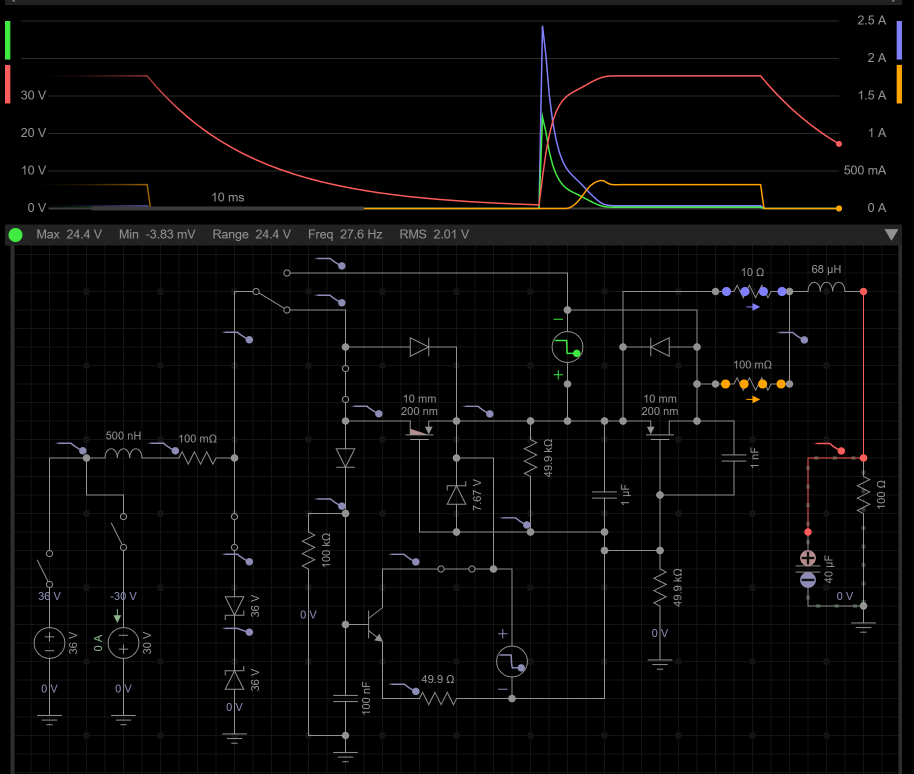 2.5 A
2 A
30 V 1.5 A
20 V 1 A
10 V 500 mA
10 ms
0 V 0 A
Max 24.4 V Min -3.83 mV Range 24.4 V Freq 27.6 Hz RMS 2.01 V
10 Ω 68 μH
−
+
100 mΩ
10 mm
200 nm
10 mm
200 nm
500 nH 100 mΩ
49.9 kΩ
1 nF
7.67 V
1 μF
100 Ω
100 kΩ
49.9 kΩ
40 μF
36 V -30 V
36 V
0 V
0 V
0 A
36 V
30 V
+
−
0 V
49.9 Ω
36 V
100 nF
0 V 0 V
0 V